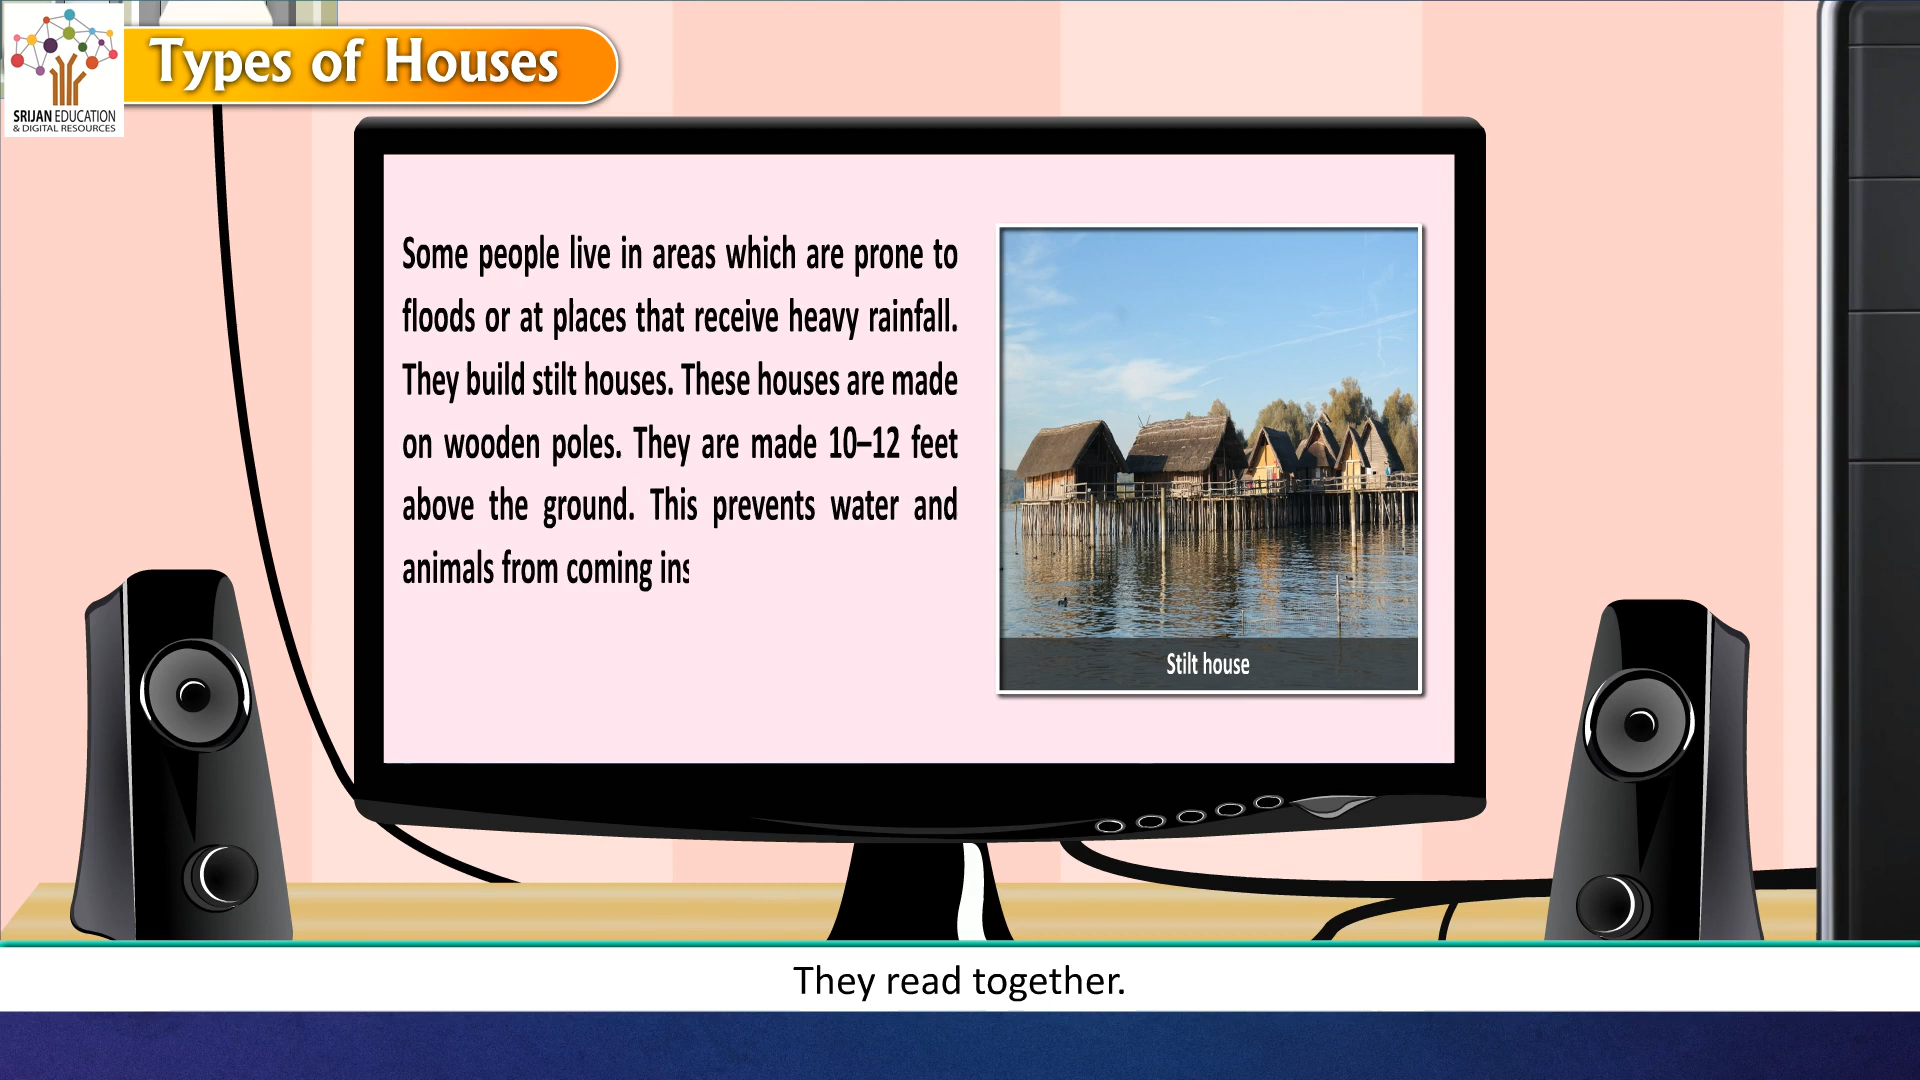 SRIJAN EDUCATION
& DIGITAL RESOURCES
Types of Houses
Some people live in areas which are prone to
floods or at places that receive heavy rainfall.
They build stilt houses. These houses are made
on wooden poles. They are made 10–12 feet
above the ground. This prevents water and
animals from coming ins
Stilt house
They read together.